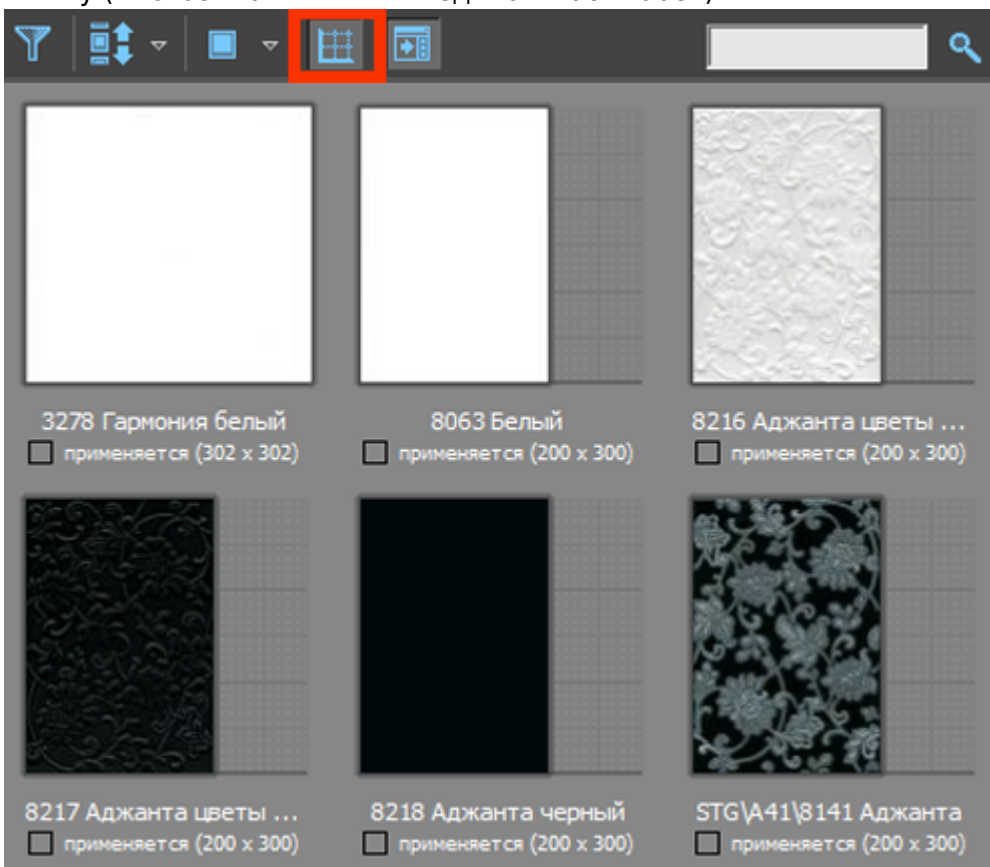 3278 Гармония белый
применяется (302 x 302)
8063 Белый
применяется (200 x 300)
8216 Аджанта цветы ...
применяется (200 x 300)
8217 Аджанта цветы ...
применяется (200 x 300)
8218 Аджанта черный
применяется (200 x 300)
STG\A41\8141 Аджанта
применяется (200 x 300)